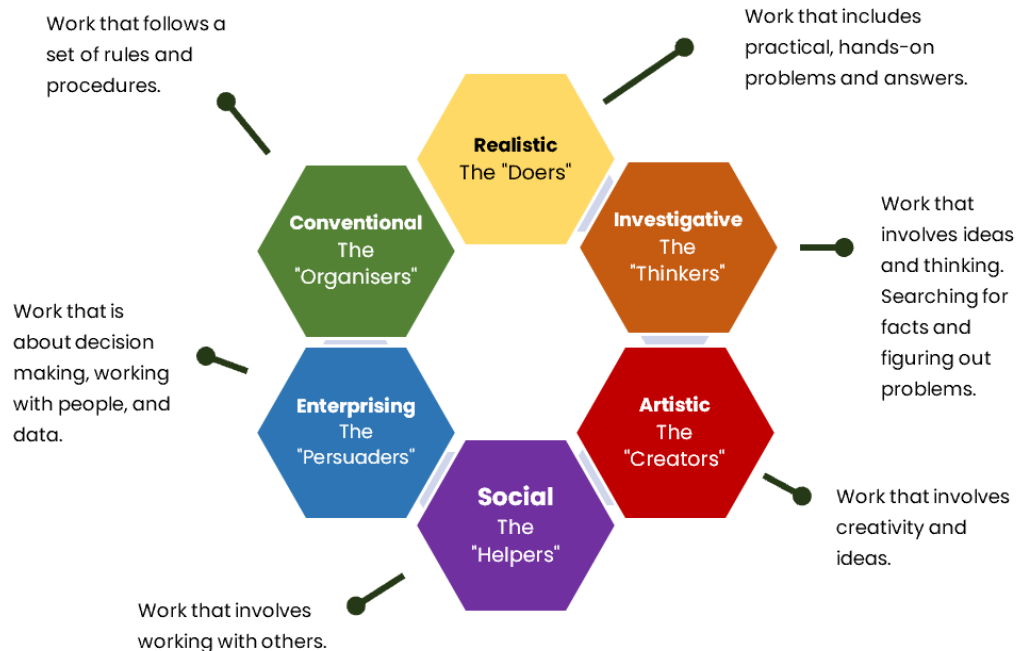 Work that follows a
set of rules and
procedures.
Work that includes
practical, hands-on
problems and answers.
Realistic
The "Doers"
Conventional
The
"Organisers"
Investigative
The
"Thinkers"
Work that
involves ideas
and thinking.
Searching for
facts and
figuring out
problems.
Work that is
about decision
making, working
with people, and
data.
Enterprising
The
"Persuaders"
Artistic
The
"Creators"
Social
The
"Helpers"
Work that involves
creativity and
ideas.
Work that involves
working with others.